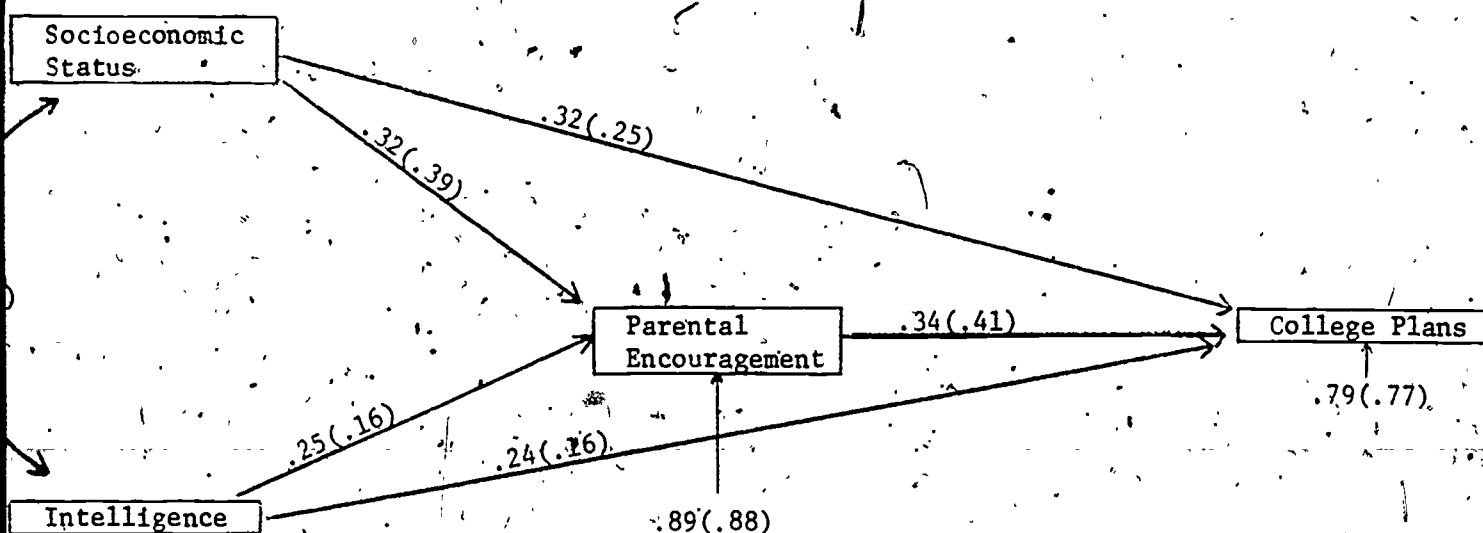 Socioeconomic
Status
.32(.25)
.32(.39)
Parental
Encouragement
.34(.41)
College Plans
.79(.77)
.25(.16)
.24(.16)
Intelligence
.89(.88)